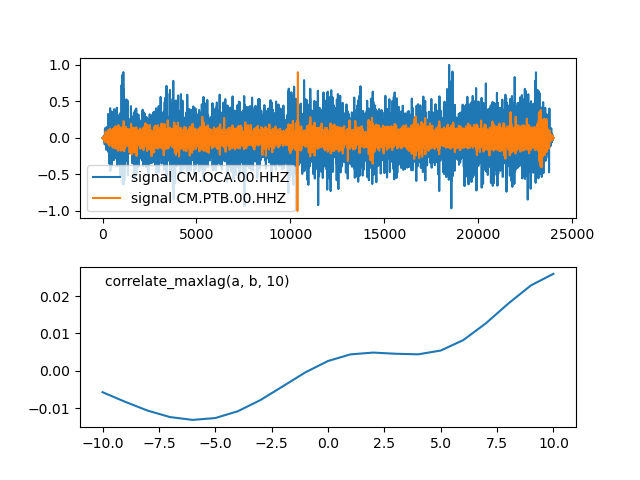 1.0
0.5
0.0
−0.5
−1.0
signal CM.OCA.00.HHZ
signal CM.PTB.00.HHZ
0 5000 10000 15000 20000 25000
correlate_maxlag(a, b, 10)
0.02
0.01
0.00
−0.01
−10.0 −7.5 −5.0 −2.5 0.0 2.5 5.0 7.5 10.0